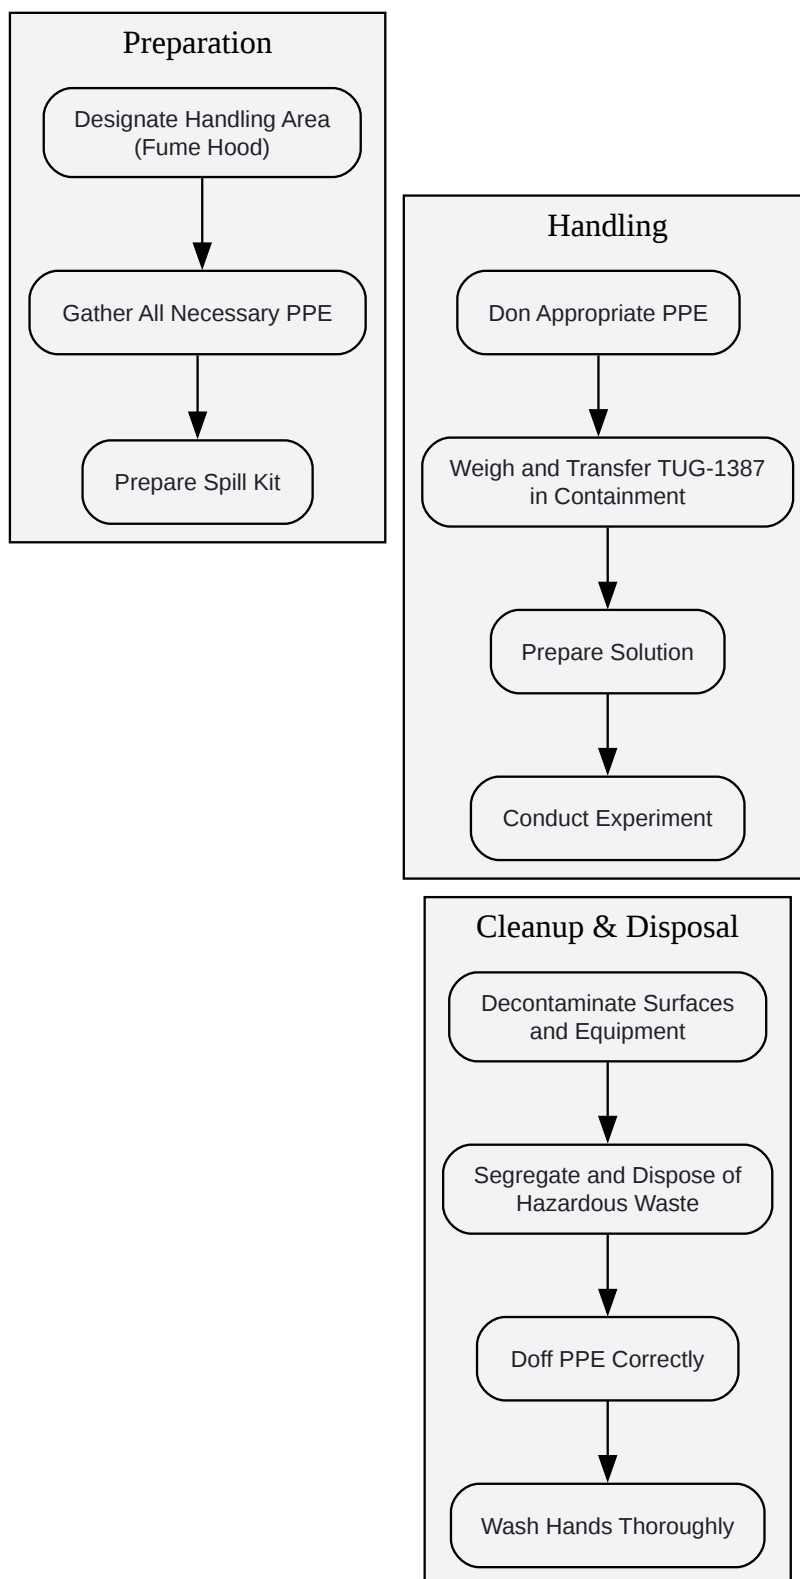 Preparation
Designate Handling Area
(Fume Hood)
Gather All Necessary PPE
Prepare Spill Kit
Handling
Don Appropriate PPE
Weigh and Transfer TUG-1387
in Containment
Prepare Solution
Conduct Experiment
Cleanup & Disposal
Decontaminate Surfaces
and Equipment
Segregate and Dispose of
Hazardous Waste
Doff PPE Correctly
Wash Hands Thoroughly